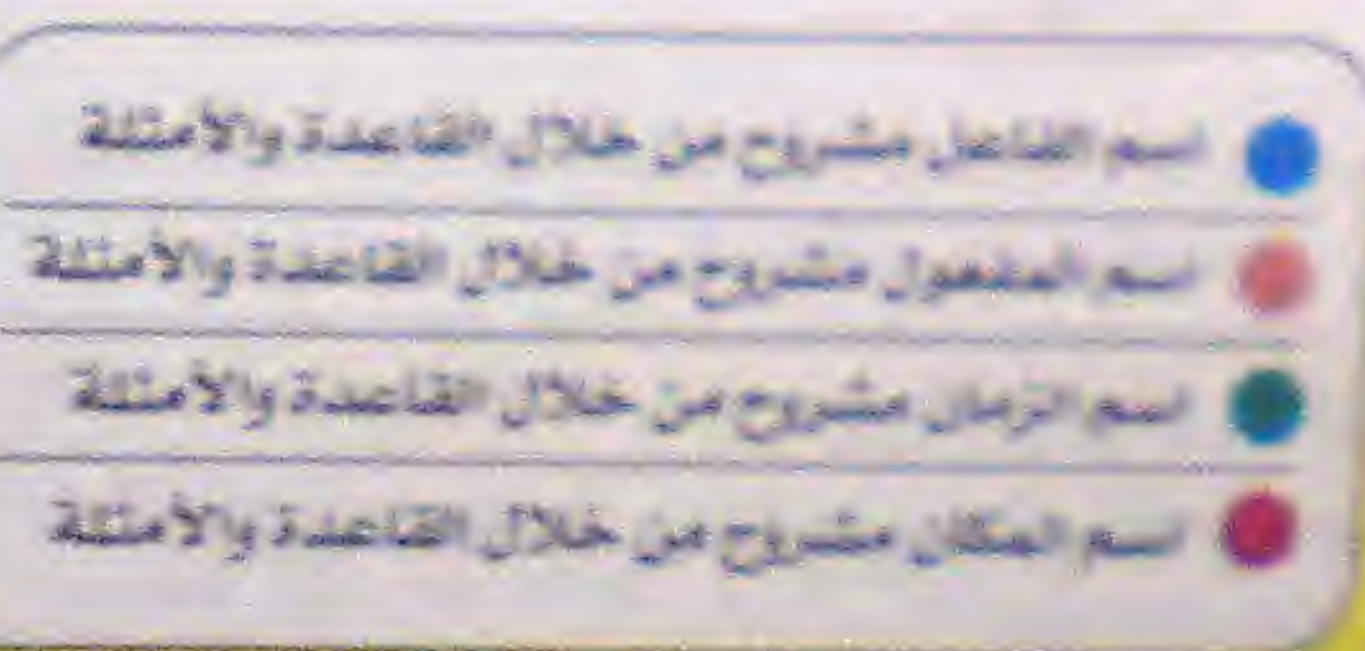 اسم الفاعل مشروح من خلال القاعدة والأمثلة
اسم المفعول مشروح من خلال القاعدة والأمثلة
اسم الزمان مشروح من خلال القاعدة والأمثلة
اسم المكان مشروح من خلال القاعدة والأمثلة